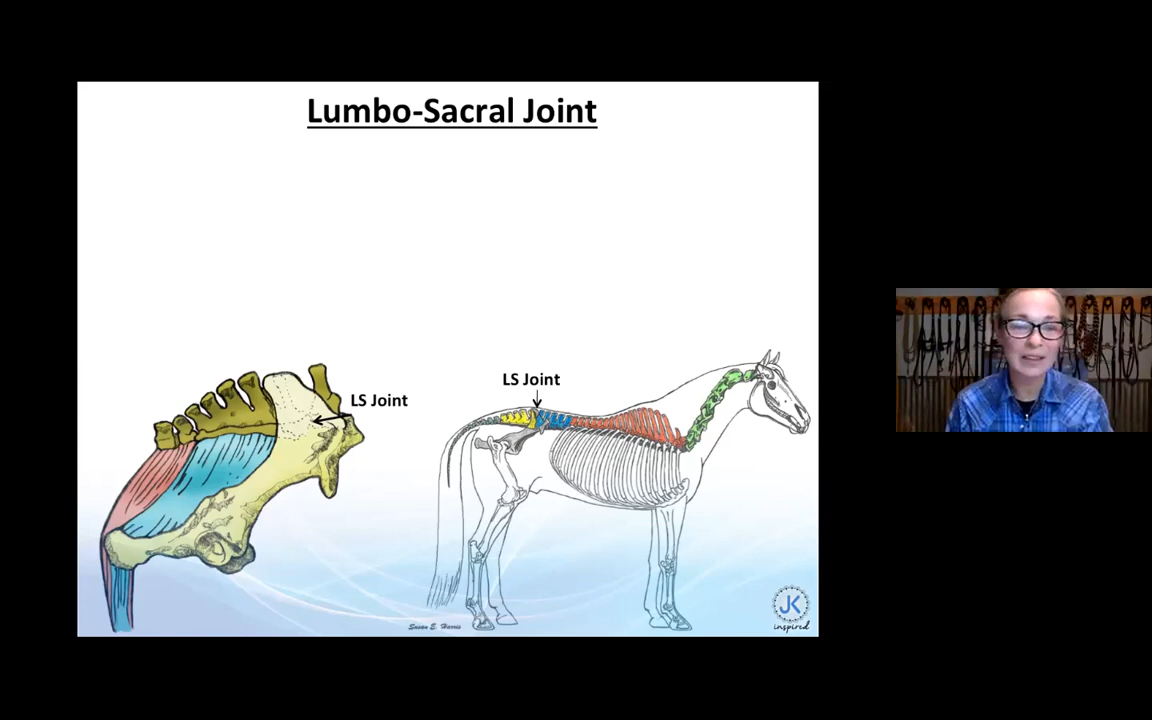 Lumbo-Sacral Joint
LS Joint
LS Joint
Susan E. Harris
JK
inspired